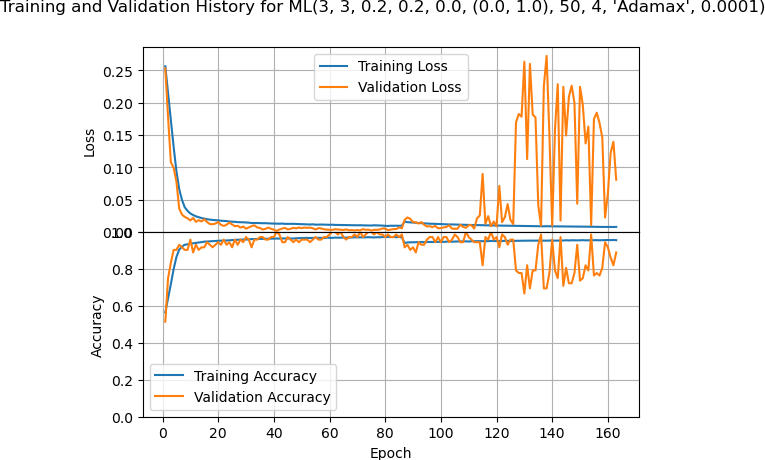 Training and Validation History for ML(3, 3, 0.2, 0.2, 0.0, (0.0, 1.0), 50, 4, 'Adamax', 0.0001)
0.25
0.20
0.15
0.10
0.05
0.00
Loss
Training Loss
Validation Loss
1.0
0.8
0.6
0.4
0.2
0.0
Accuracy
Training Accuracy
Validation Accuracy
0 20 40 60 80 100 120 140 160
Epoch